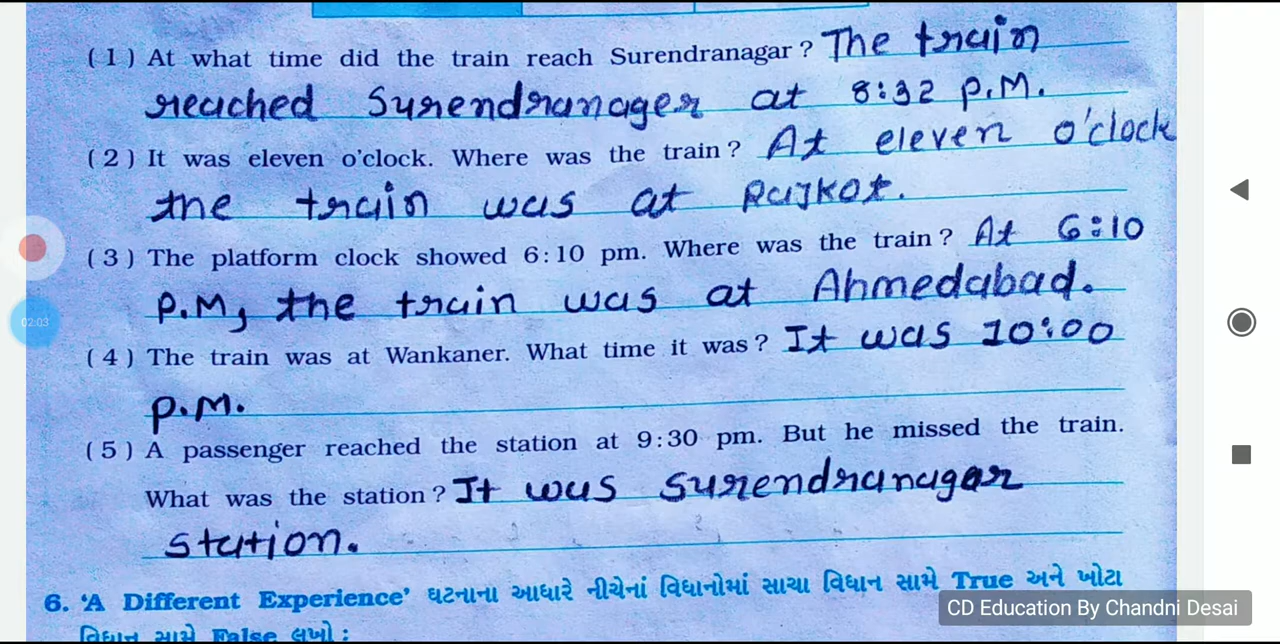 (1) At what time did the train reach Surendranagar? The train
reached Surendranager at 8:32 P.M.
(2) It was eleven o'clock. Where was the train? At eleven o'clock
the train was at Rajkot.
(3) The platform clock showed 6:10 pm. Where was the train? At 6:10
P.M, the train was at Ahmedabad.
02:03
(4) The train was at Wankaner. What time it was? It was 10:00
P.M.
(5) A passenger reached the station at 9:30 pm. But he missed the train.
What was the station? It was Surendranagar
station.
6. 'A Different Experience' ઘટનાના આધારે નીચેનાં વિધાનોમાં સાચા વિધાન સામે True અને ખોટા
વિધાન સામે False લખો :
CD Education By Chandni Desai